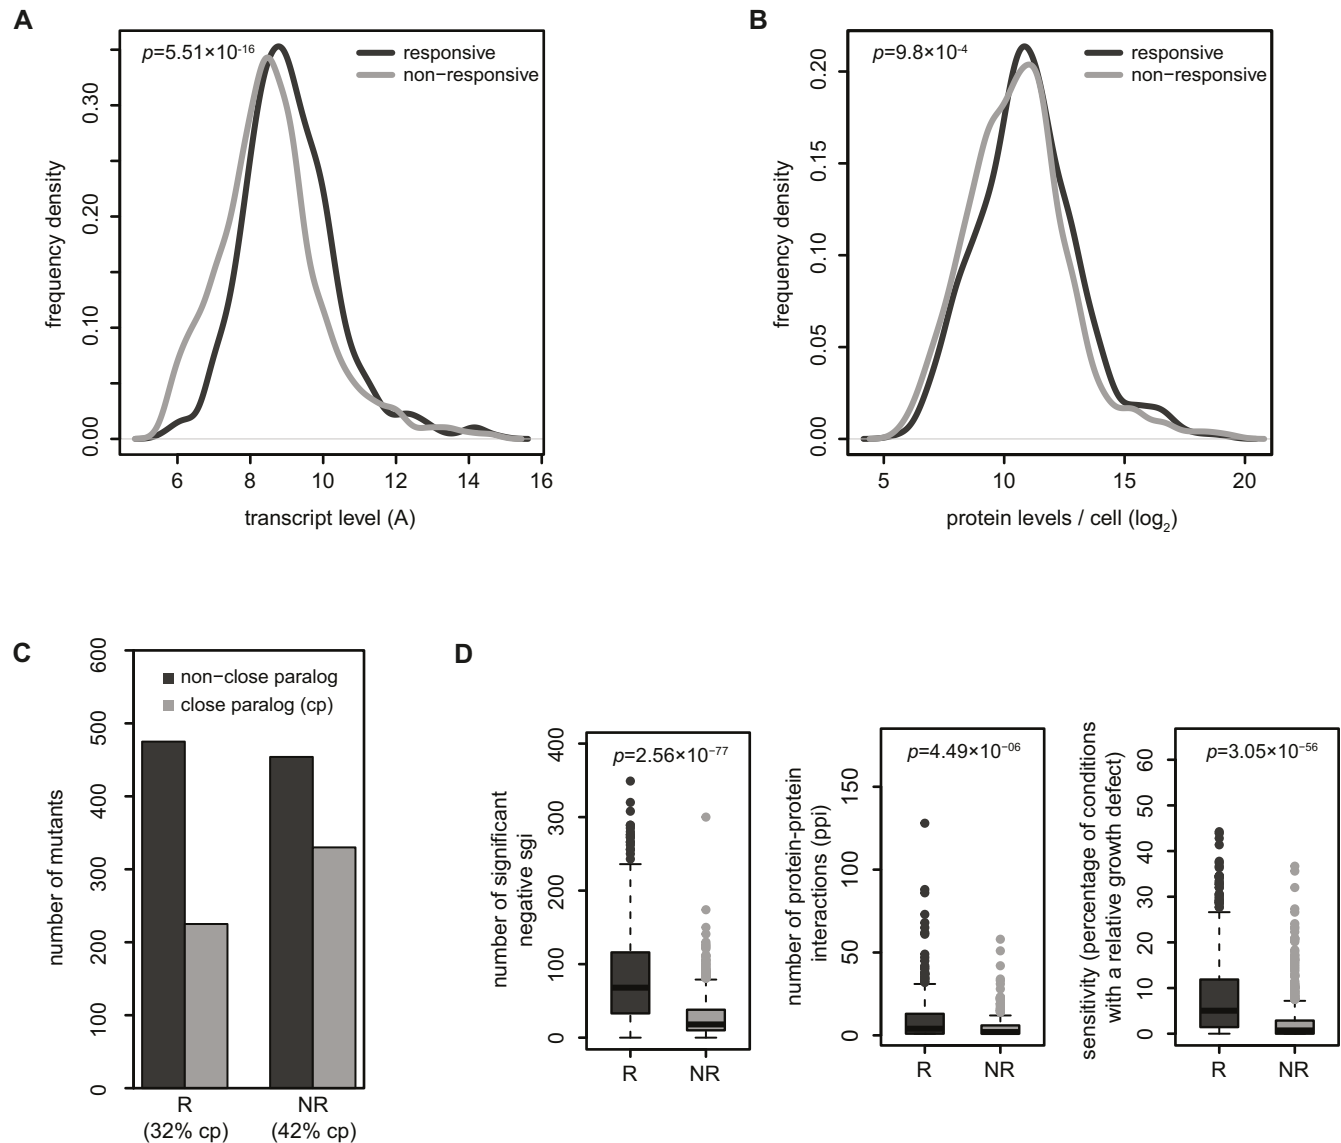 A
p=5.51×10-16
responsive
non−responsive
frequency density
0.00
0.10
0.20
0.30
6
8
10
12
14
16
transcript level (A)
B
p=9.8×10-4
responsive
non−responsive
frequency density
0.00
0.05
0.10
0.15
0.20
5
10
15
20
protein levels / cell (log2)
C
non−close paralog
close paralog (cp)
number of mutants
0
100
200
300
400
500
600
R
(32% cp)
NR
(42% cp)
D
p=2.56×10−77
number of significant
negative sgi
0
100
200
300
400
R
NR
p=4.49×10−06
number of protein-protein
interactions (ppi)
0
50
100
150
R
NR
p=3.05×10−56
sensitivity (percentage of conditions
with a relative growth defect)
0
10
20
30
40
50
60
R
NR